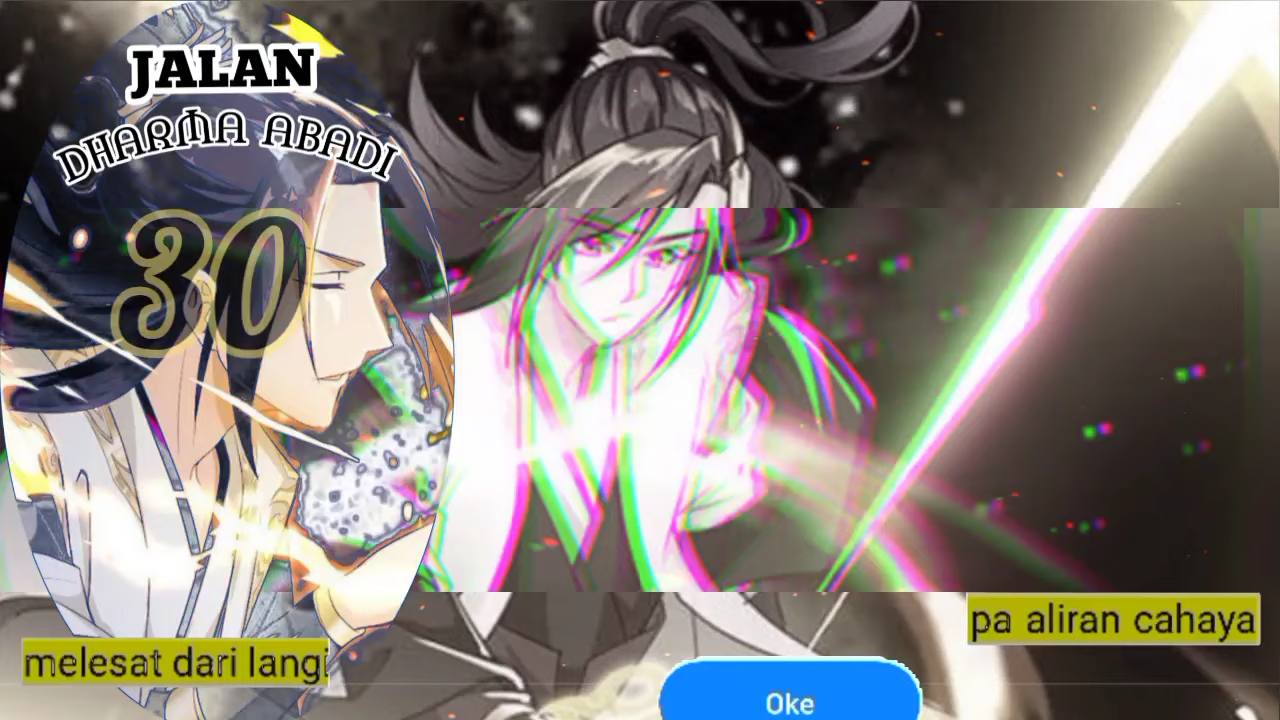 JALAN
DHARMA ABADI
30
pa aliran cahaya
melesat dari langi
Oke